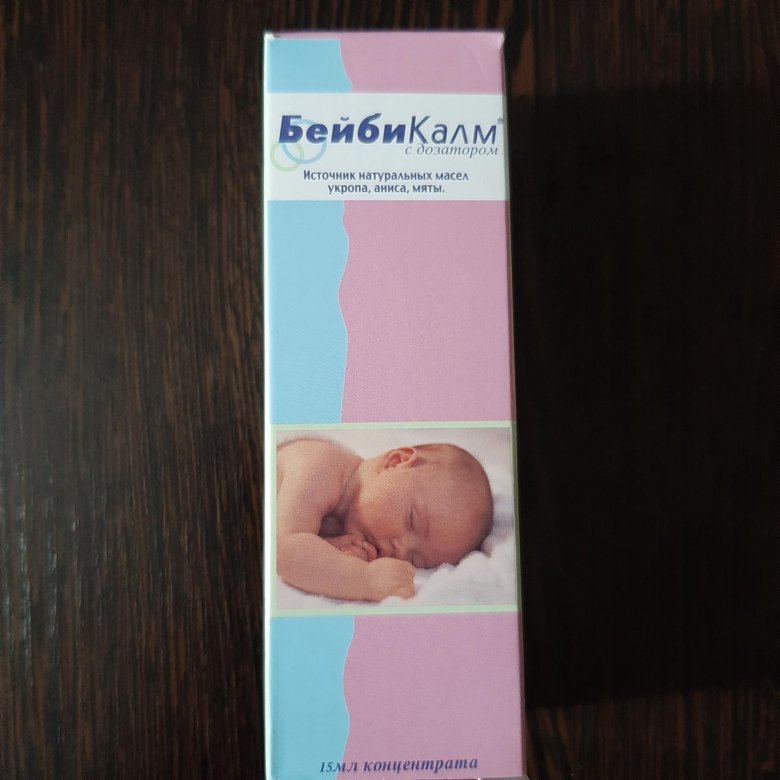 БейбиКалм®
с дозатором
Источник натуральных масел
укропа, аниса, мяты.
15мл концентрата